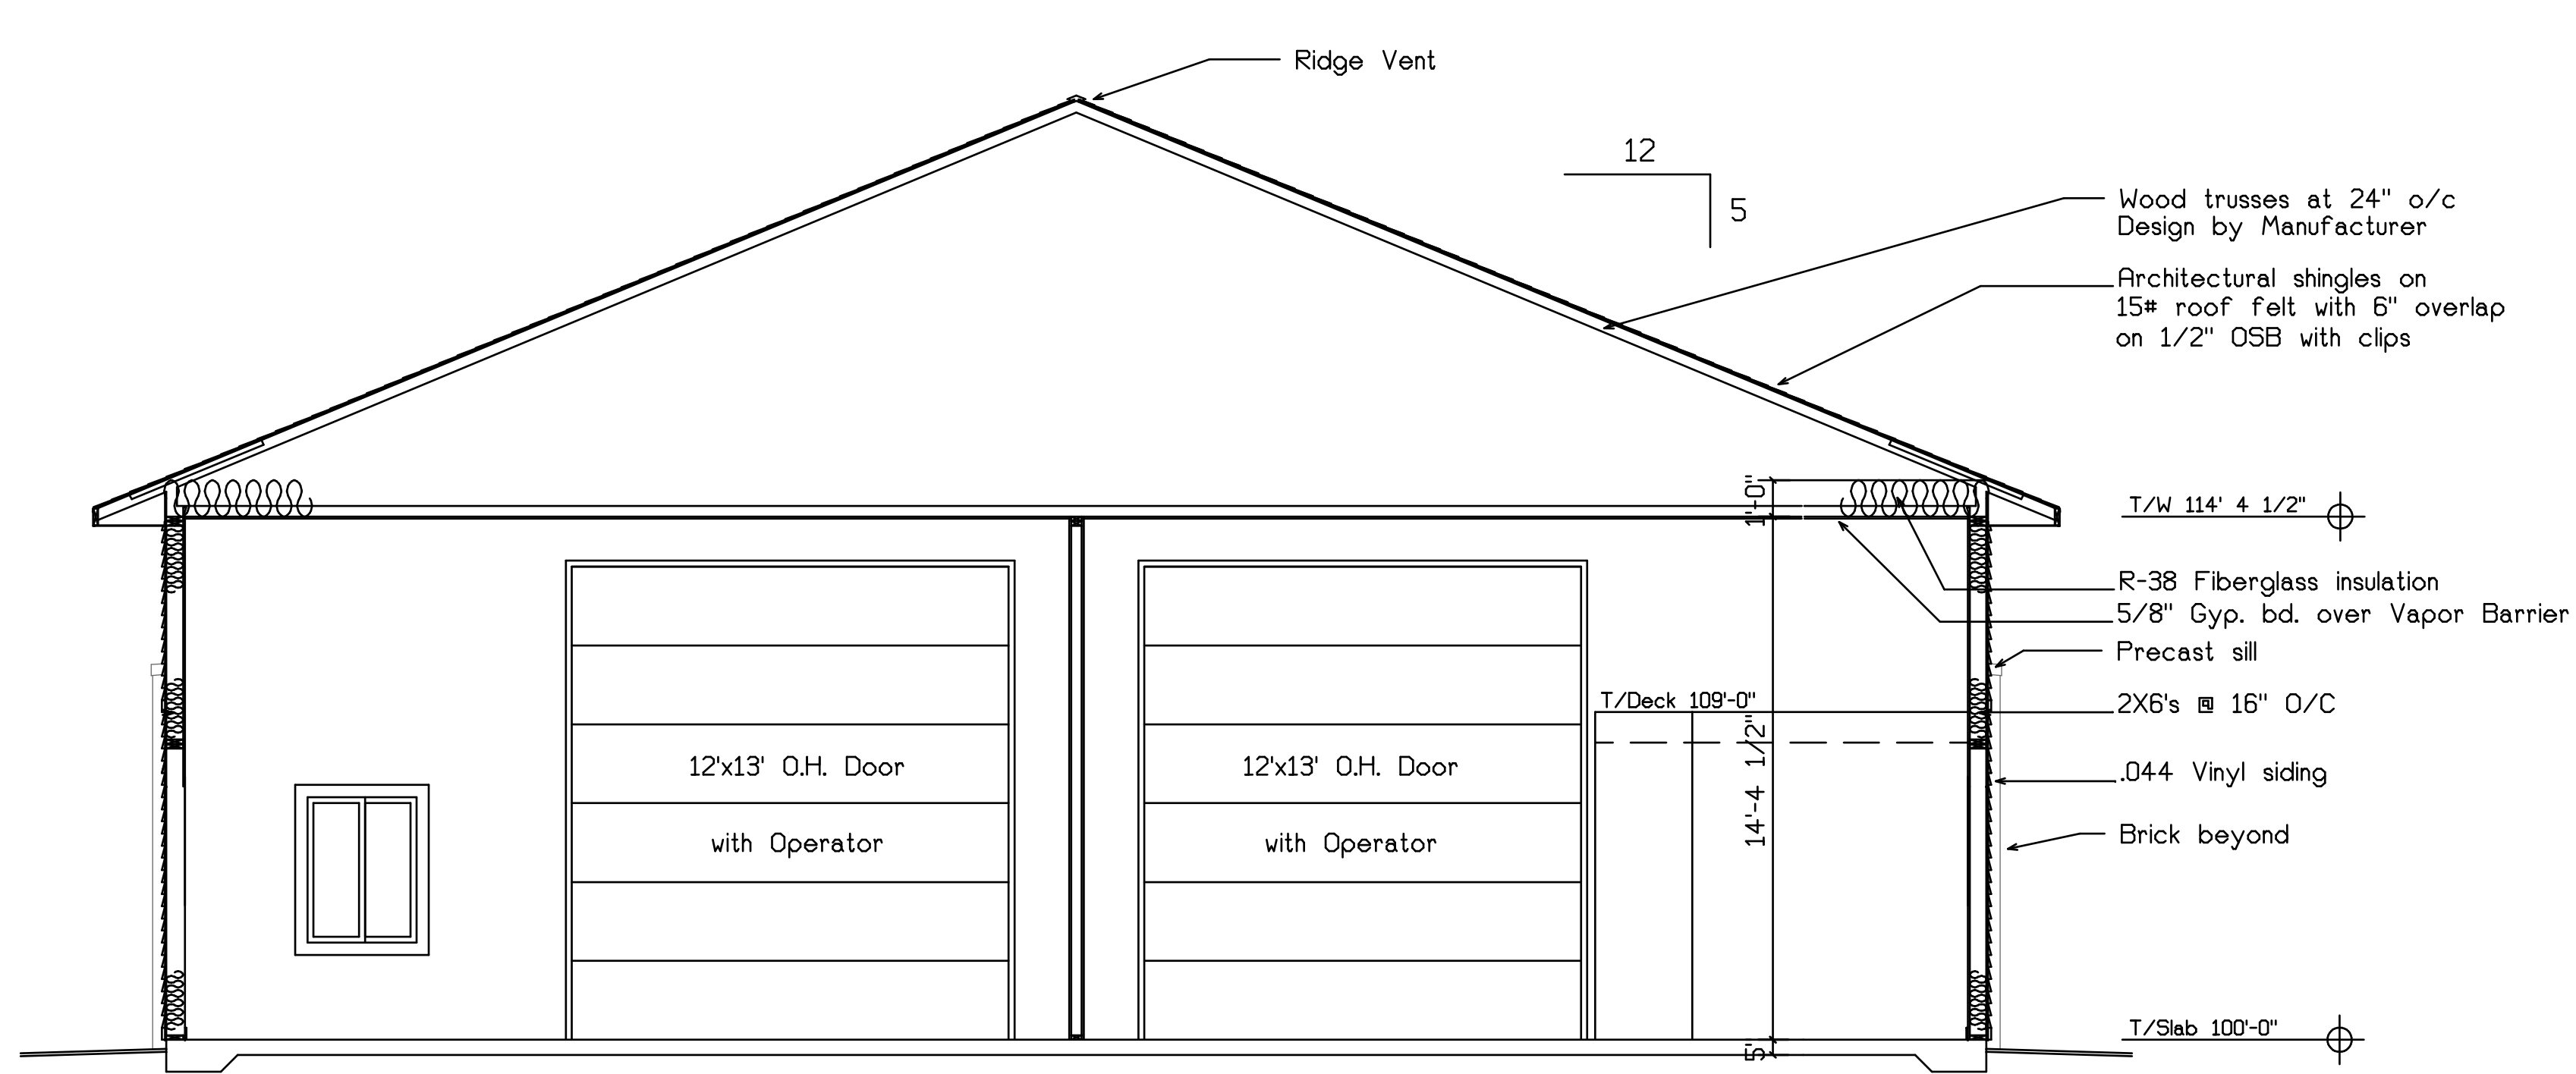 Ridge Vent
12
5
Wood trusses at 24" o/c
Design by Manufacturer
Architectural shingles on
15# roof felt with 6" overlap
on 1/2" OSB with clips
1'-0"
T/W 114' 4 1/2"
R-38 Fiberglass insulation
5/8" Gyp. bd. over Vapor Barrier
Precast sill
T/Deck 109'-0"
2X6's @ 16" O/C
14'-4 1/2"
12'x13' O.H. Door
with Operator
12'x13' O.H. Door
with Operator
.044 Vinyl siding
Brick beyond
T/Slab 100'-0"
5'